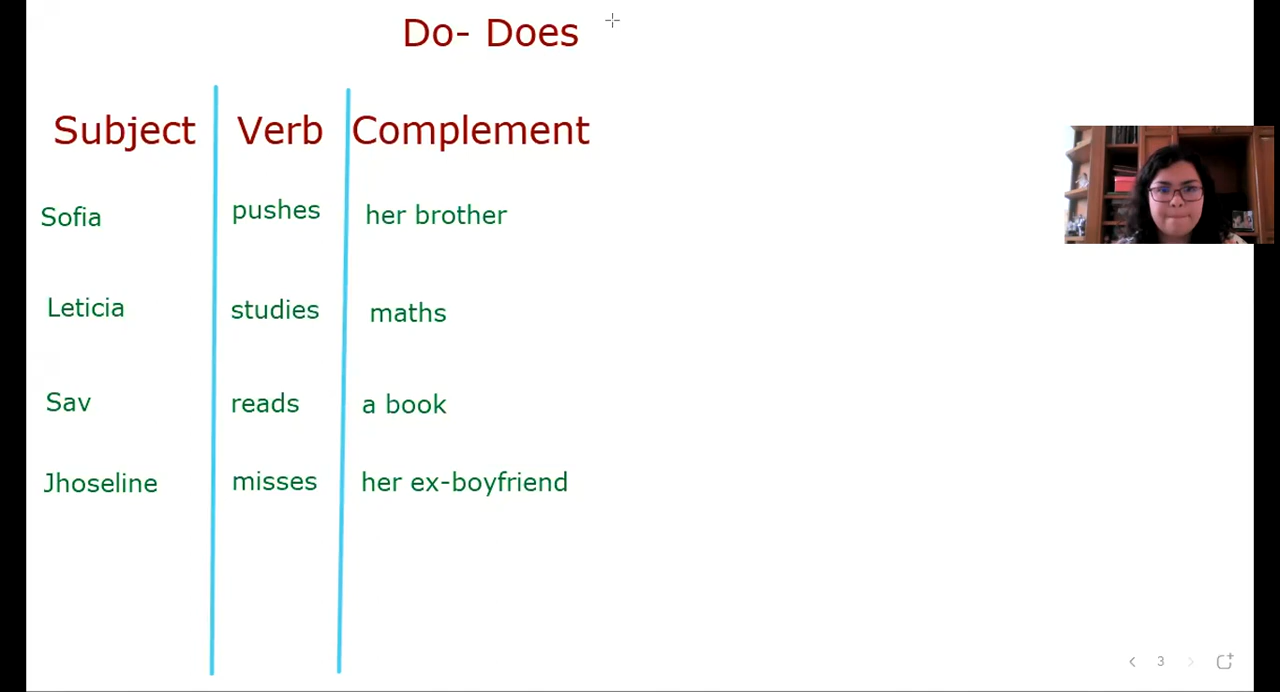 Do- Does
Subject Verb Complement
Sofia pushes her brother
Leticia studies maths
Sav reads a book
Jhoseline misses her ex-boyfriend
3